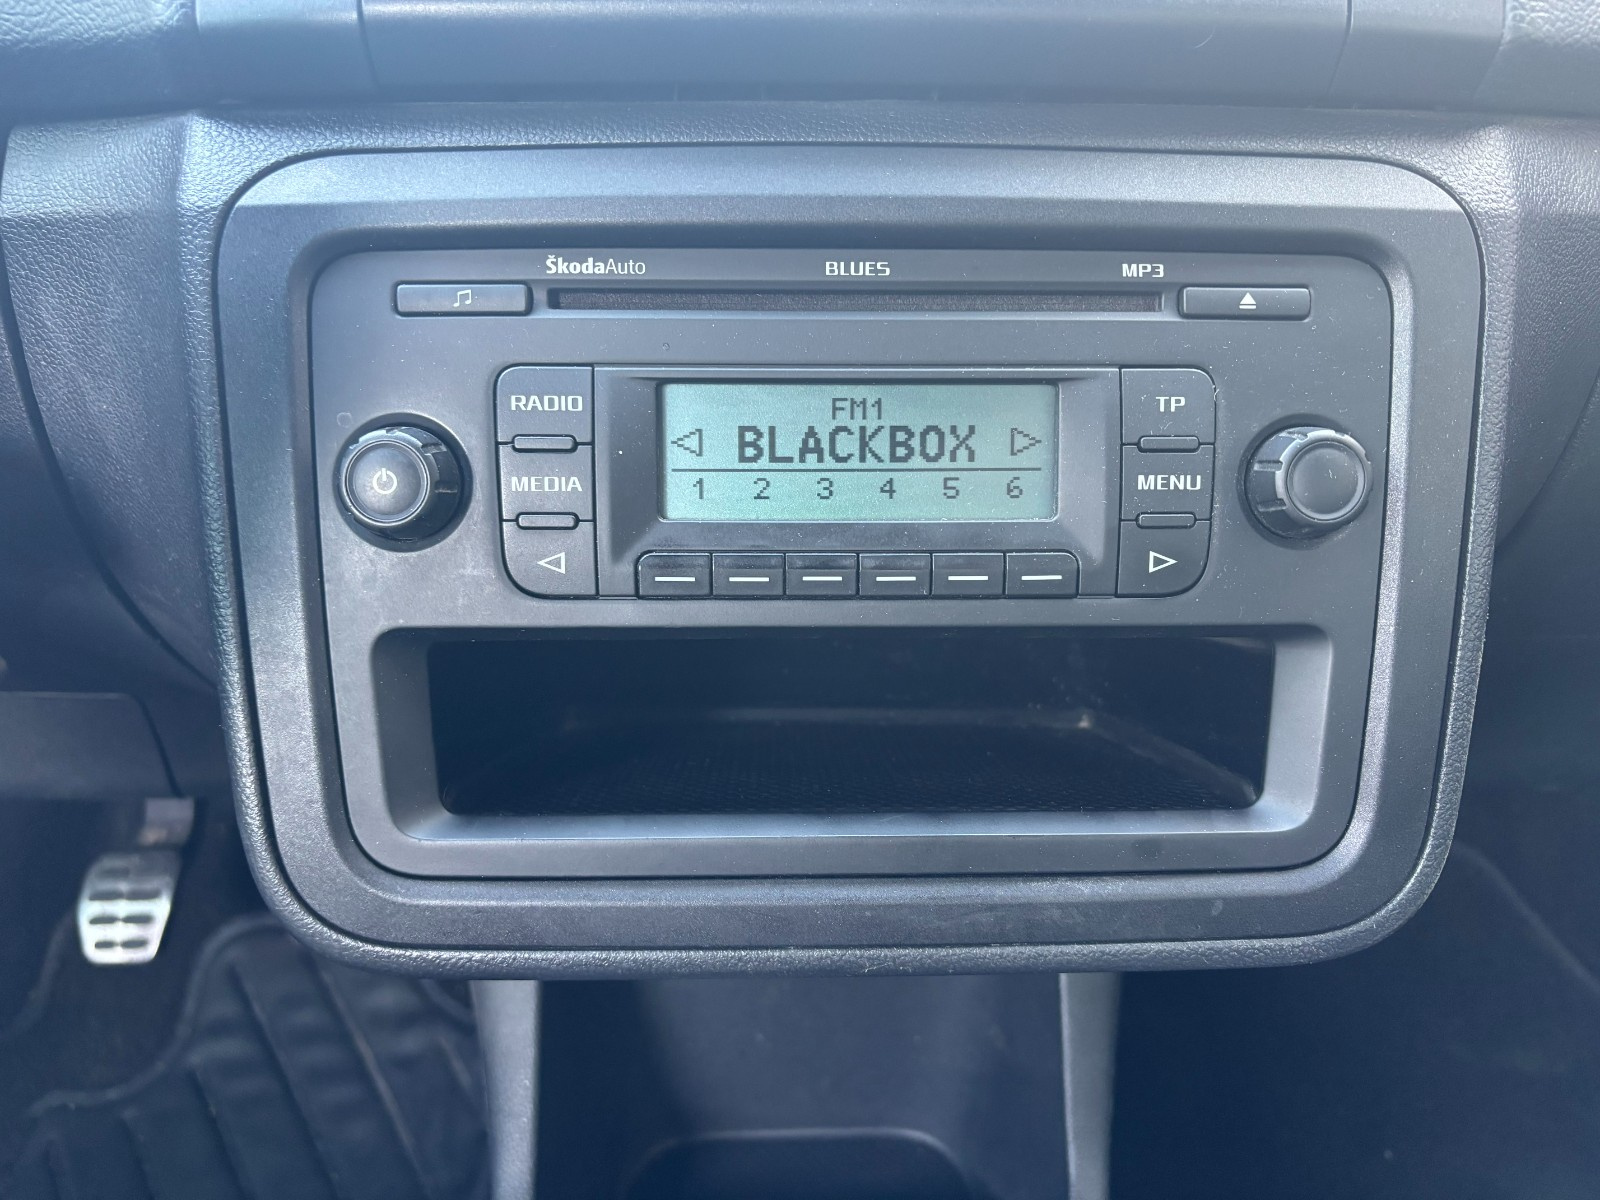 ŠkodaAuto BLUES MP3
RADIO
MEDIA
FM1
BLACKBOX
1 2 3 4 5 6
TP
MENU